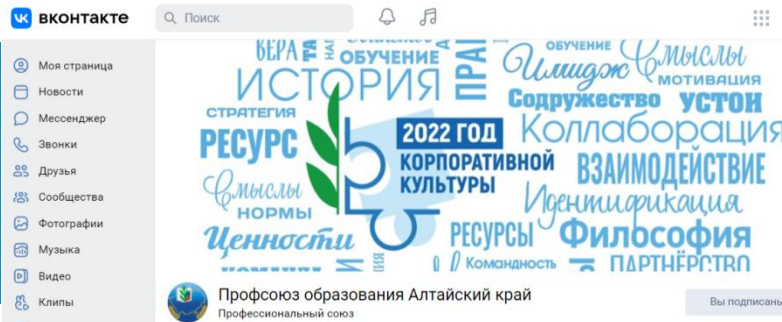 вконтакте
Поиск
Моя страница
Новости
Мессенджер
Звонки
Друзья
Сообщества
Фотографии
Музыка
Видео
Клипы
ВЕРА
ОБУЧЕНИЕ
ОБУЧЕНИЕ
Имидж
Смыслы
МОТИВАЦИЯ
ИСТОРИЯ
Содружество
УСТОИ
СТРАТЕГИЯ
РЕСУРС
2022 ГОД
КОРПОРАТИВНОЙ
КУЛЬТУРЫ
Коллаборация
ВЗАИМОДЕЙСТВИЕ
Смыслы
НОРМЫ
Идентификация
Ценности
РЕСУРСЫ
Философия
Командность
ПАРТНЁРСТВО
Профсоюз образования Алтайский край
Профессиональный союз
Вы подписаны